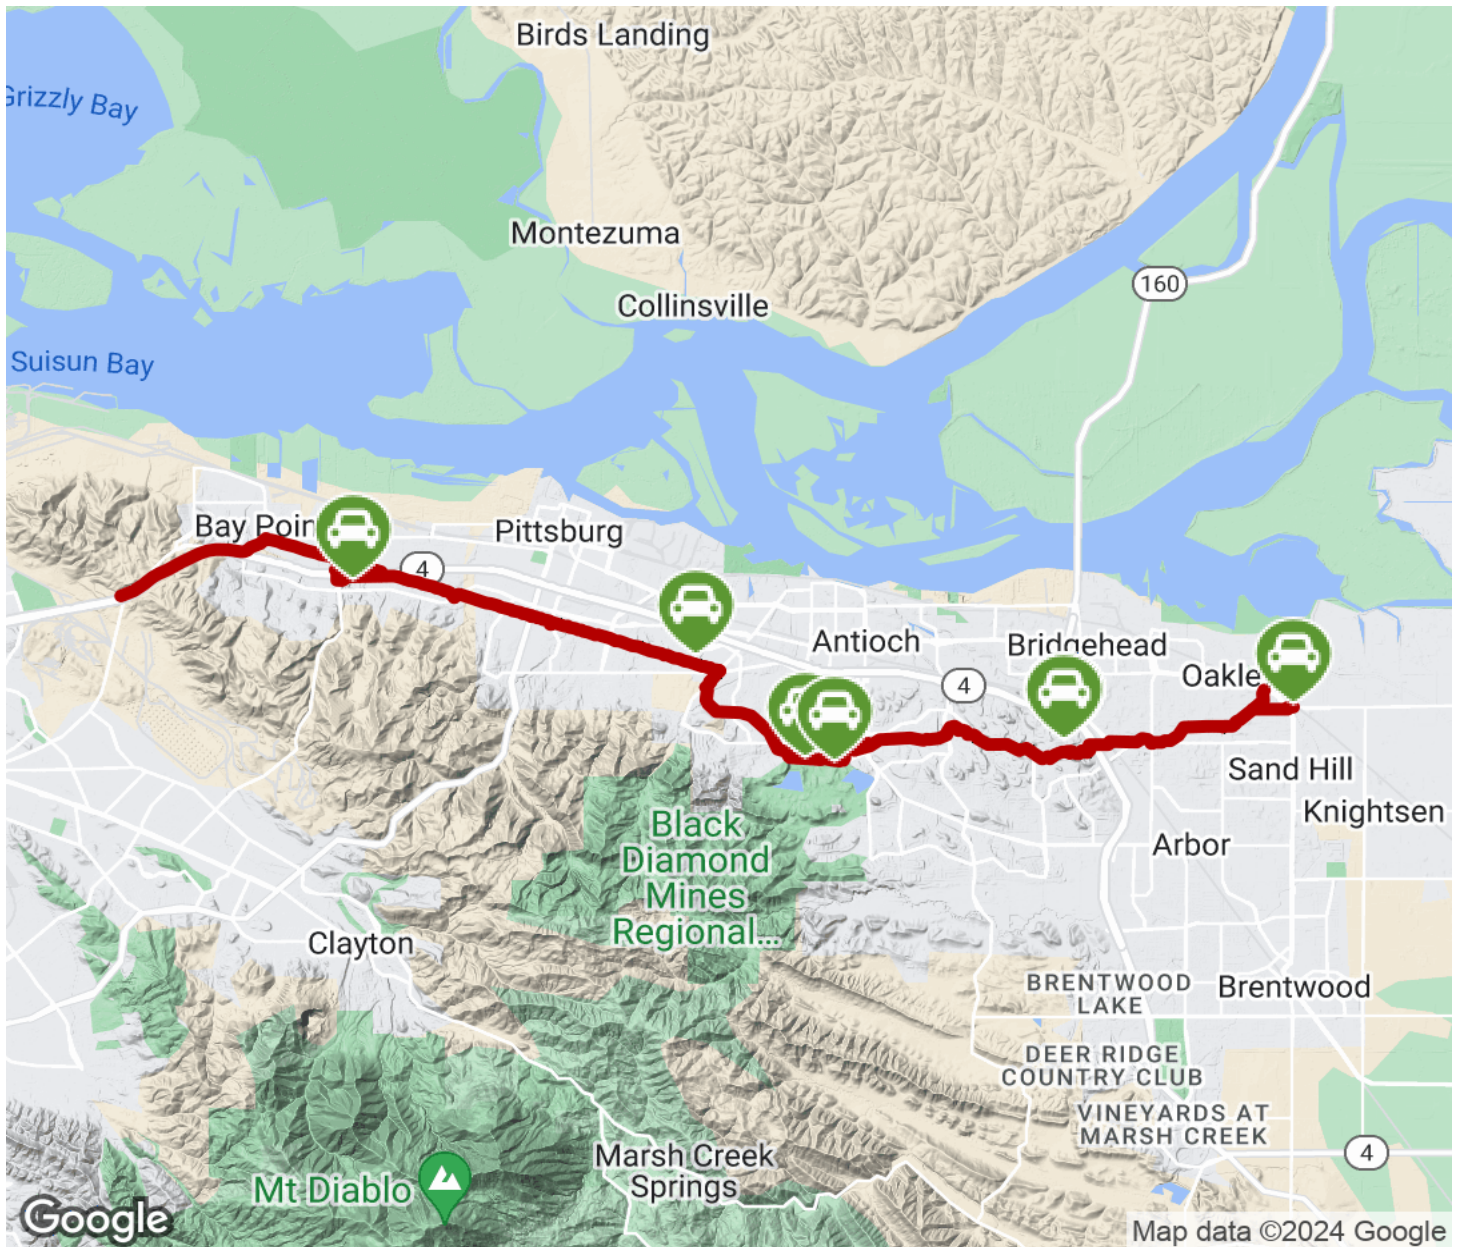 Birds Landing
Grizzly Bay
Montezuma
160
Collinsville
Suisun Bay
Bay Poin
Pittsburg
4
Antioch
Bridgehead
Oakle
4
Sand Hill
Knightsen
Black
Diamond
Mines
Regional...
Arbor
Clayton
BRENTWOOD
LAKE
Brentwood
DEER RIDGE
COUNTRY CLUB
VINEYARDS AT
MARSH CREEK
4
Marsh Creek
Springs
Mt Diablo
Google
Map data ©2024 Google